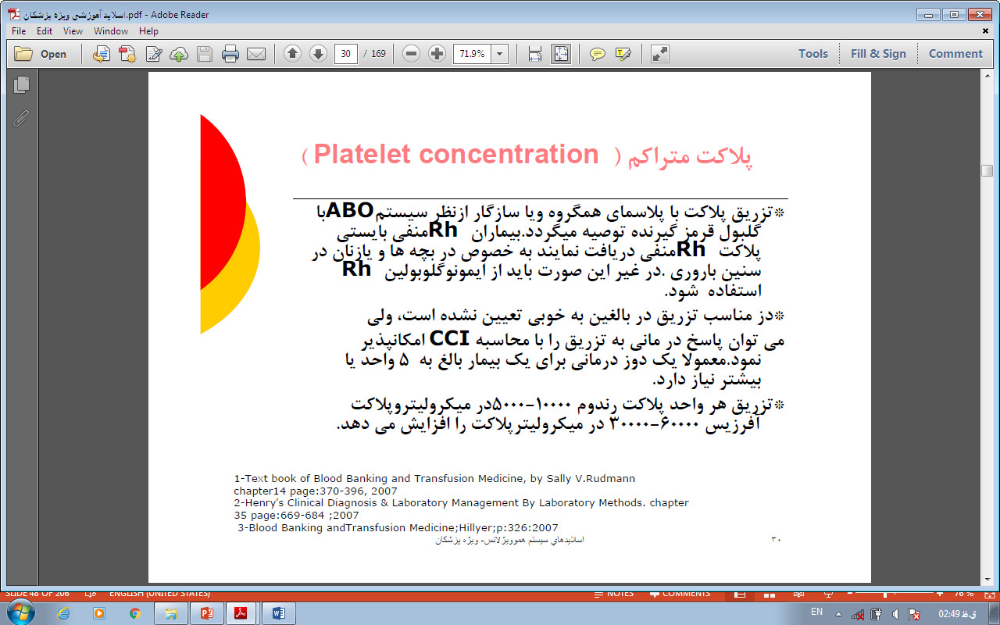 اسلاید آموزشی ویژه پزشکان.pdf - Adobe Reader
File Edit View Window Help
Open 30 / 169 71.9% Tools Fill & Sign Comment
پلاکت متراکم ( Platelet concentration )
*تزریق پلاکت با پلاسمای همگروه ویا سازگار ازنظر سیستم ABO با
گلبول قرمز گیرنده توصیه میگردد.بیماران Rh منفی بایستی
پلاکت Rh منفی دریافت نمایند به خصوص در بچه ها و یازنان در
سنین باروری .در غیر این صورت باید از ایمونوگلوبولین Rh
استفاده شود.
*دز مناسب تزریق در بالغین به خوبی تعیین نشده است، ولی
می توان پاسخ در مانی به تزریق را با محاسبه CCI امکانپذیر
نمود.معمولا یک دوز درمانی برای یک بیمار بالغ به ۵ واحد یا
بیشتر نیاز دارد.
*تزریق هر واحد پلاکت رندوم ۱۰۰۰۰-۵۰۰۰در میکرولیتروپلاکت
آفرزیس ۶۰۰۰۰-۳۰۰۰۰ در میکرولیترپلاکت را افزایش می دهد.
1-Text book of Blood Banking and Transfusion Medicine, by Sally V.Rudmann
chapter14 page:370-396, 2007
2-Henry's Clinical Diagnosis & Laboratory Management By Laboratory Methods. chapter
35 page:669-684 ;2007
3-Blood Banking andTransfusion Medicine;Hillyer;p:326:2007
اسلایدهاي سیستم هموویژلانس- ویژه پزشکان ۳۰
SLIDE 48 OF 206 ENGLISH (UNITED STATES) NOTES COMMENTS 76 %
EN 02:49 ق.ظ